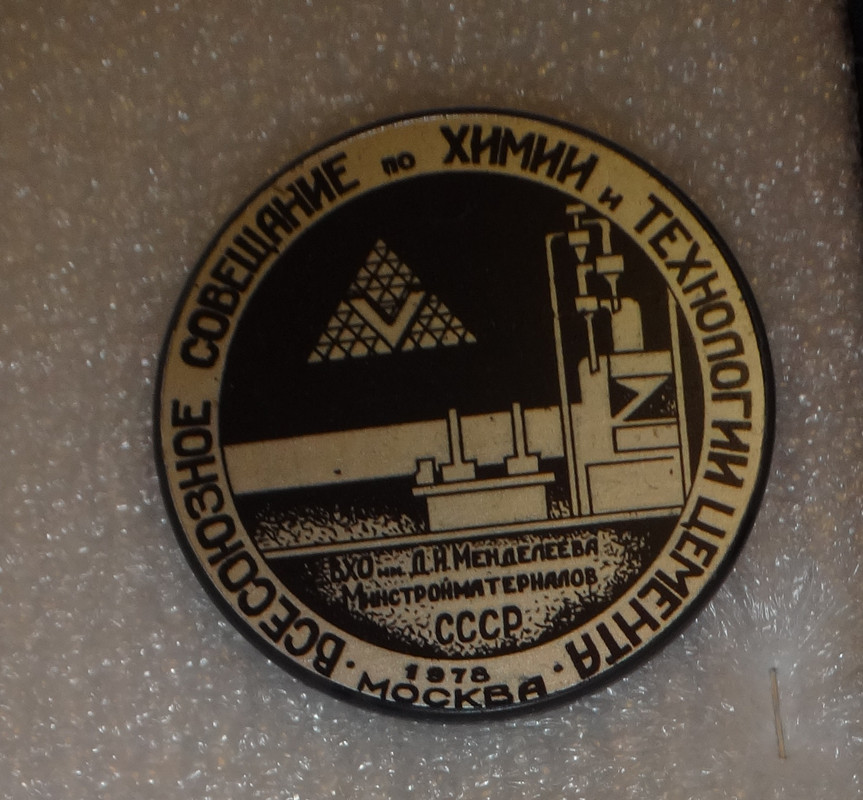 ВСЕСОЮЗНОЕ СОВЕЩАНИЕ по ХИМИИ и ТЕХНОЛОГИИ ЦЕМЕНТА
ВХО им. Д.И. МЕНДЕЛЕЕВА
МИНСТРОЙМАТЕРИАЛОВ
СССР
1978
МОСКВА